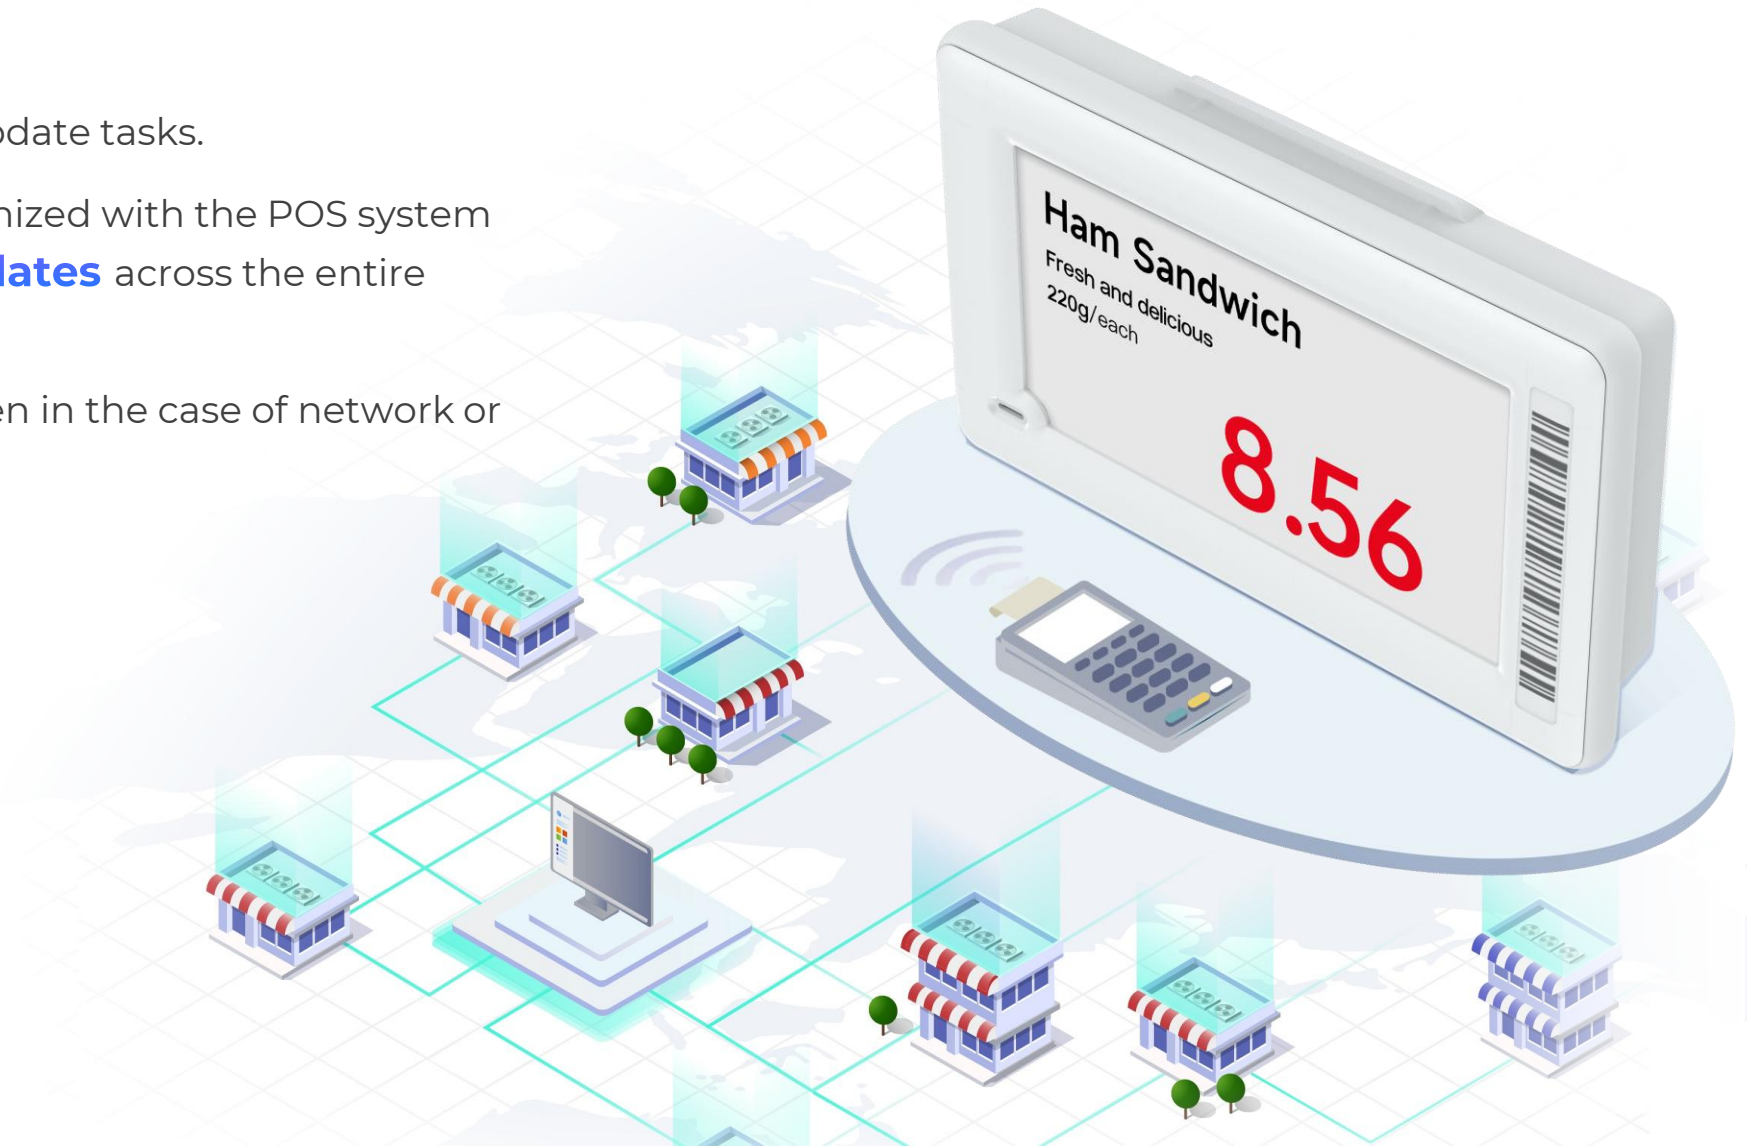 date tasks.
nized with the POS system
lates across the entire
en in the case of network or
Ham Sandwich
Fresh and delicious
220g/each
8.56